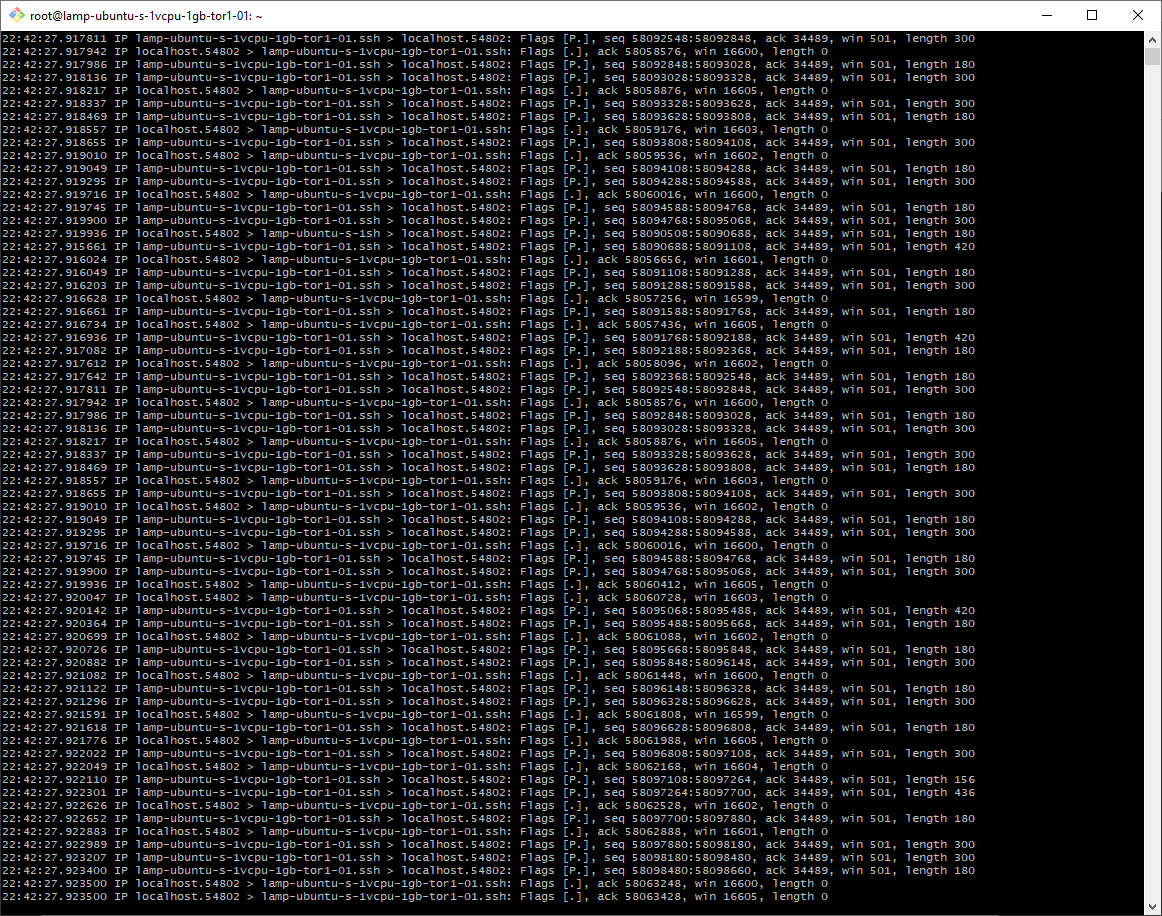 root@lamp-ubuntu-s-1vcpu-1gb-tor1-01: ~
22:42:27.917811 IP lamp-ubuntu-s-1vcpu-1gb-tor1-01.ssh > localhost.54802: Flags [P.], seq 58092548:58092848, ack 34489, win 501, length 300
22:42:27.917942 IP localhost.54802 > lamp-ubuntu-s-1vcpu-1gb-tor1-01.ssh: Flags [.], ack 58058576, win 16600, length 0
22:42:27.917986 IP lamp-ubuntu-s-1vcpu-1gb-tor1-01.ssh > localhost.54802: Flags [P.], seq 58092848:58093028, ack 34489, win 501, length 180
22:42:27.918136 IP lamp-ubuntu-s-1vcpu-1gb-tor1-01.ssh > localhost.54802: Flags [P.], seq 58093028:58093328, ack 34489, win 501, length 300
22:42:27.918217 IP localhost.54802 > lamp-ubuntu-s-1vcpu-1gb-tor1-01.ssh: Flags [.], ack 58058876, win 16605, length 0
22:42:27.918337 IP lamp-ubuntu-s-1vcpu-1gb-tor1-01.ssh > localhost.54802: Flags [P.], seq 58093328:58093628, ack 34489, win 501, length 300
22:42:27.918469 IP lamp-ubuntu-s-1vcpu-1gb-tor1-01.ssh > localhost.54802: Flags [P.], seq 58093628:58093808, ack 34489, win 501, length 180
22:42:27.918557 IP localhost.54802 > lamp-ubuntu-s-1vcpu-1gb-tor1-01.ssh: Flags [.], ack 58059176, win 16603, length 0
22:42:27.918655 IP lamp-ubuntu-s-1vcpu-1gb-tor1-01.ssh > localhost.54802: Flags [P.], seq 58093808:58094108, ack 34489, win 501, length 300
22:42:27.919010 IP localhost.54802 > lamp-ubuntu-s-1vcpu-1gb-tor1-01.ssh: Flags [.], ack 58059536, win 16602, length 0
22:42:27.919049 IP lamp-ubuntu-s-1vcpu-1gb-tor1-01.ssh > localhost.54802: Flags [P.], seq 58094108:58094288, ack 34489, win 501, length 180
22:42:27.919295 IP lamp-ubuntu-s-1vcpu-1gb-tor1-01.ssh > localhost.54802: Flags [P.], seq 58094288:58094588, ack 34489, win 501, length 300
22:42:27.919716 IP localhost.54802 > lamp-ubuntu-s-1vcpu-1gb-tor1-01.ssh: Flags [.], ack 58060016, win 16600, length 0
22:42:27.919745 IP lamp-ubuntu-s-1vcpu-1gb-tor1-01.ssh > localhost.54802: Flags [P.], seq 58094588:58094768, ack 34489, win 501, length 180
22:42:27.919900 IP lamp-ubuntu-s-1vcpu-1gb-tor1-01.ssh > localhost.54802: Flags [P.], seq 58094768:58095068, ack 34489, win 501, length 300
22:42:27.919936 IP lamp-ubuntu-s-1vcpu-1gb-tor1-01.ssh > localhost.54802: Flags [P.], seq 58090508:58090688, ack 34489, win 501, length 180
22:42:27.915661 IP lamp-ubuntu-s-1vcpu-1gb-tor1-01.ssh > localhost.54802: Flags [P.], seq 58090688:58091108, ack 34489, win 501, length 420
22:42:27.916024 IP localhost.54802 > lamp-ubuntu-s-1vcpu-1gb-tor1-01.ssh: Flags [.], ack 58056656, win 16601, length 0
22:42:27.916049 IP lamp-ubuntu-s-1vcpu-1gb-tor1-01.ssh > localhost.54802: Flags [P.], seq 58091108:58091288, ack 34489, win 501, length 180
22:42:27.916203 IP lamp-ubuntu-s-1vcpu-1gb-tor1-01.ssh > localhost.54802: Flags [P.], seq 58091288:58091588, ack 34489, win 501, length 300
22:42:27.916628 IP localhost.54802 > lamp-ubuntu-s-1vcpu-1gb-tor1-01.ssh: Flags [.], ack 58057256, win 16599, length 0
22:42:27.916661 IP lamp-ubuntu-s-1vcpu-1gb-tor1-01.ssh > localhost.54802: Flags [P.], seq 58091588:58091768, ack 34489, win 501, length 180
22:42:27.916734 IP localhost.54802 > lamp-ubuntu-s-1vcpu-1gb-tor1-01.ssh: Flags [.], ack 58057436, win 16605, length 0
22:42:27.916936 IP lamp-ubuntu-s-1vcpu-1gb-tor1-01.ssh > localhost.54802: Flags [P.], seq 58091768:58092188, ack 34489, win 501, length 420
22:42:27.917082 IP lamp-ubuntu-s-1vcpu-1gb-tor1-01.ssh > localhost.54802: Flags [P.], seq 58092188:58092368, ack 34489, win 501, length 180
22:42:27.917612 IP localhost.54802 > lamp-ubuntu-s-1vcpu-1gb-tor1-01.ssh: Flags [.], ack 58058096, win 16602, length 0
22:42:27.917642 IP lamp-ubuntu-s-1vcpu-1gb-tor1-01.ssh > localhost.54802: Flags [P.], seq 58092368:58092548, ack 34489, win 501, length 180
22:42:27.917811 IP lamp-ubuntu-s-1vcpu-1gb-tor1-01.ssh > localhost.54802: Flags [P.], seq 58092548:58092848, ack 34489, win 501, length 300
22:42:27.917942 IP localhost.54802 > lamp-ubuntu-s-1vcpu-1gb-tor1-01.ssh: Flags [.], ack 58058576, win 16600, length 0
22:42:27.917986 IP lamp-ubuntu-s-1vcpu-1gb-tor1-01.ssh > localhost.54802: Flags [P.], seq 58092848:58093028, ack 34489, win 501, length 180
22:42:27.918136 IP lamp-ubuntu-s-1vcpu-1gb-tor1-01.ssh > localhost.54802: Flags [P.], seq 58093028:58093328, ack 34489, win 501, length 300
22:42:27.918217 IP localhost.54802 > lamp-ubuntu-s-1vcpu-1gb-tor1-01.ssh: Flags [.], ack 58058876, win 16605, length 0
22:42:27.918337 IP lamp-ubuntu-s-1vcpu-1gb-tor1-01.ssh > localhost.54802: Flags [P.], seq 58093328:58093628, ack 34489, win 501, length 300
22:42:27.918469 IP lamp-ubuntu-s-1vcpu-1gb-tor1-01.ssh > localhost.54802: Flags [P.], seq 58093628:58093808, ack 34489, win 501, length 180
22:42:27.918557 IP localhost.54802 > lamp-ubuntu-s-1vcpu-1gb-tor1-01.ssh: Flags [.], ack 58059176, win 16603, length 0
22:42:27.918655 IP lamp-ubuntu-s-1vcpu-1gb-tor1-01.ssh > localhost.54802: Flags [P.], seq 58093808:58094108, ack 34489, win 501, length 300
22:42:27.919010 IP localhost.54802 > lamp-ubuntu-s-1vcpu-1gb-tor1-01.ssh: Flags [.], ack 58059536, win 16602, length 0
22:42:27.919049 IP lamp-ubuntu-s-1vcpu-1gb-tor1-01.ssh > localhost.54802: Flags [P.], seq 58094108:58094288, ack 34489, win 501, length 180
22:42:27.919295 IP lamp-ubuntu-s-1vcpu-1gb-tor1-01.ssh > localhost.54802: Flags [P.], seq 58094288:58094588, ack 34489, win 501, length 300
22:42:27.919716 IP localhost.54802 > lamp-ubuntu-s-1vcpu-1gb-tor1-01.ssh: Flags [.], ack 58060016, win 16600, length 0
22:42:27.919745 IP lamp-ubuntu-s-1vcpu-1gb-tor1-01.ssh > localhost.54802: Flags [P.], seq 58094588:58094768, ack 34489, win 501, length 180
22:42:27.919900 IP lamp-ubuntu-s-1vcpu-1gb-tor1-01.ssh > localhost.54802: Flags [P.], seq 58094768:58095068, ack 34489, win 501, length 300
22:42:27.919936 IP localhost.54802 > lamp-ubuntu-s-1vcpu-1gb-tor1-01.ssh: Flags [.], ack 58060412, win 16605, length 0
22:42:27.920047 IP localhost.54802 > lamp-ubuntu-s-1vcpu-1gb-tor1-01.ssh: Flags [.], ack 58060728, win 16603, length 0
22:42:27.920142 IP lamp-ubuntu-s-1vcpu-1gb-tor1-01.ssh > localhost.54802: Flags [P.], seq 58095068:58095488, ack 34489, win 501, length 420
22:42:27.920364 IP lamp-ubuntu-s-1vcpu-1gb-tor1-01.ssh > localhost.54802: Flags [P.], seq 58095488:58095668, ack 34489, win 501, length 180
22:42:27.920699 IP localhost.54802 > lamp-ubuntu-s-1vcpu-1gb-tor1-01.ssh: Flags [.], ack 58061088, win 16602, length 0
22:42:27.920726 IP lamp-ubuntu-s-1vcpu-1gb-tor1-01.ssh > localhost.54802: Flags [P.], seq 58095668:58095848, ack 34489, win 501, length 180
22:42:27.920882 IP lamp-ubuntu-s-1vcpu-1gb-tor1-01.ssh > localhost.54802: Flags [P.], seq 58095848:58096148, ack 34489, win 501, length 300
22:42:27.921082 IP localhost.54802 > lamp-ubuntu-s-1vcpu-1gb-tor1-01.ssh: Flags [.], ack 58061448, win 16600, length 0
22:42:27.921122 IP lamp-ubuntu-s-1vcpu-1gb-tor1-01.ssh > localhost.54802: Flags [P.], seq 58096148:58096328, ack 34489, win 501, length 180
22:42:27.921296 IP lamp-ubuntu-s-1vcpu-1gb-tor1-01.ssh > localhost.54802: Flags [P.], seq 58096328:58096628, ack 34489, win 501, length 300
22:42:27.921591 IP localhost.54802 > lamp-ubuntu-s-1vcpu-1gb-tor1-01.ssh: Flags [.], ack 58061808, win 16599, length 0
22:42:27.921618 IP lamp-ubuntu-s-1vcpu-1gb-tor1-01.ssh > localhost.54802: Flags [P.], seq 58096628:58096808, ack 34489, win 501, length 180
22:42:27.921776 IP localhost.54802 > lamp-ubuntu-s-1vcpu-1gb-tor1-01.ssh: Flags [.], ack 58061988, win 16605, length 0
22:42:27.922022 IP lamp-ubuntu-s-1vcpu-1gb-tor1-01.ssh > localhost.54802: Flags [P.], seq 58096808:58097108, ack 34489, win 501, length 300
22:42:27.922049 IP localhost.54802 > lamp-ubuntu-s-1vcpu-1gb-tor1-01.ssh: Flags [.], ack 58062168, win 16604, length 0
22:42:27.922110 IP lamp-ubuntu-s-1vcpu-1gb-tor1-01.ssh > localhost.54802: Flags [P.], seq 58097108:58097264, ack 34489, win 501, length 156
22:42:27.922301 IP lamp-ubuntu-s-1vcpu-1gb-tor1-01.ssh > localhost.54802: Flags [P.], seq 58097264:58097700, ack 34489, win 501, length 436
22:42:27.922626 IP localhost.54802 > lamp-ubuntu-s-1vcpu-1gb-tor1-01.ssh: Flags [.], ack 58062528, win 16602, length 0
22:42:27.922652 IP lamp-ubuntu-s-1vcpu-1gb-tor1-01.ssh > localhost.54802: Flags [P.], seq 58097700:58097880, ack 34489, win 501, length 180
22:42:27.922883 IP localhost.54802 > lamp-ubuntu-s-1vcpu-1gb-tor1-01.ssh: Flags [.], ack 58062888, win 16601, length 0
22:42:27.922989 IP lamp-ubuntu-s-1vcpu-1gb-tor1-01.ssh > localhost.54802: Flags [P.], seq 58097880:58098180, ack 34489, win 501, length 300
22:42:27.923207 IP lamp-ubuntu-s-1vcpu-1gb-tor1-01.ssh > localhost.54802: Flags [P.], seq 58098180:58098480, ack 34489, win 501, length 300
22:42:27.923400 IP lamp-ubuntu-s-1vcpu-1gb-tor1-01.ssh > localhost.54802: Flags [P.], seq 58098480:58098660, ack 34489, win 501, length 180
22:42:27.923500 IP localhost.54802 > lamp-ubuntu-s-1vcpu-1gb-tor1-01.ssh: Flags [.], ack 58063248, win 16600, length 0
22:42:27.923500 IP localhost.54802 > lamp-ubuntu-s-1vcpu-1gb-tor1-01.ssh: Flags [.], ack 58063428, win 16605, length 0